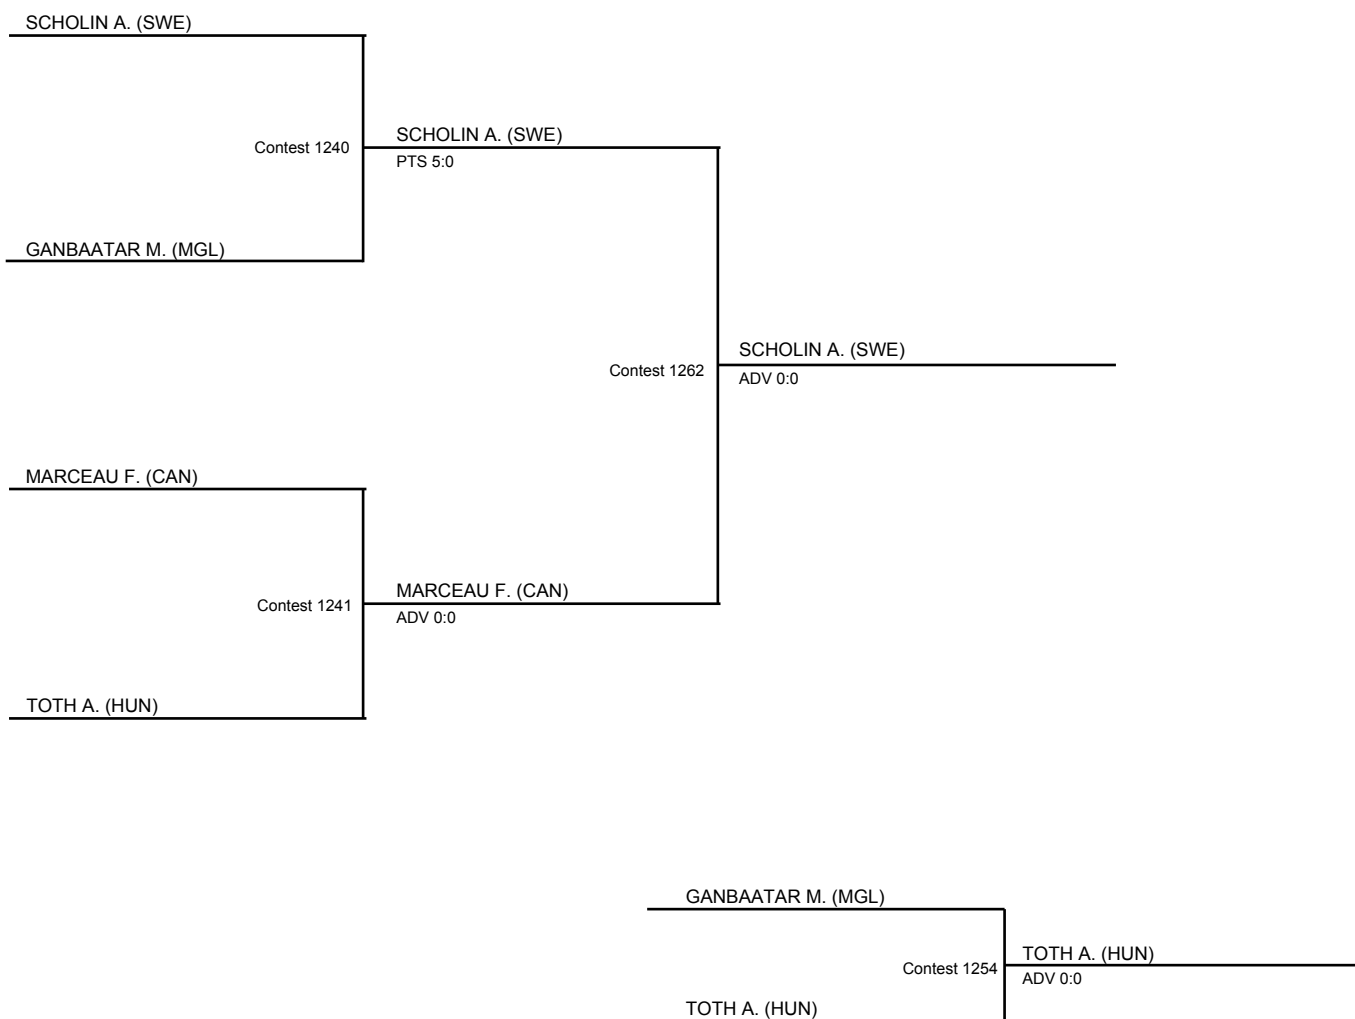 SCHOLIN A. (SWE)
Contest 1240
SCHOLIN A. (SWE)
PTS 5:0
GANBAATAR M. (MGL)
Contest 1262
SCHOLIN A. (SWE)
ADV 0:0
MARCEAU F. (CAN)
Contest 1241
MARCEAU F. (CAN)
ADV 0:0
TOTH A. (HUN)
GANBAATAR M. (MGL)
Contest 1254
TOTH A. (HUN)
ADV 0:0
TOTH A. (HUN)